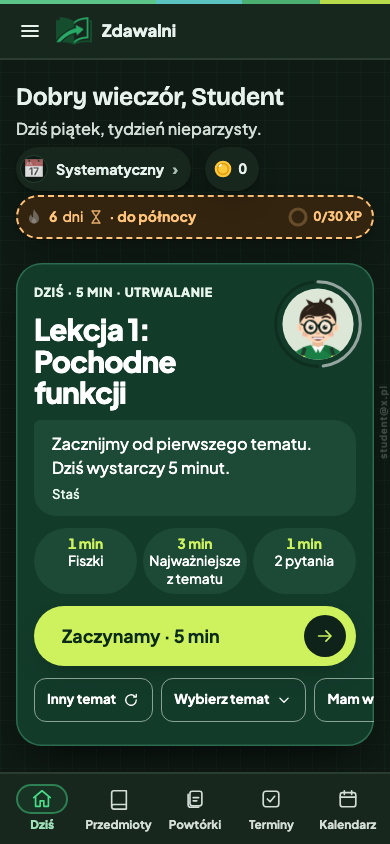 Zdawalni
Dobry wieczór, Student
Dziś piątek, tydzień nieparzysty.
Systematyczny ›
0
6 dni · do północy
0/30 XP
DZIŚ · 5 MIN · UTRWALANIE
Lekcja 1:
Pochodne
funkcji
Zacznijmy od pierwszego tematu.
Dziś wystarczy 5 minut.
Staś
1 min
Fiszki
3 min
Najważniejsze
z tematu
1 min
2 pytania
Zaczynamy · 5 min
Inny temat
Wybierz temat
Mam w
student@x.pl
Dziś
Przedmioty
Powtórki
Terminy
Kalendarz